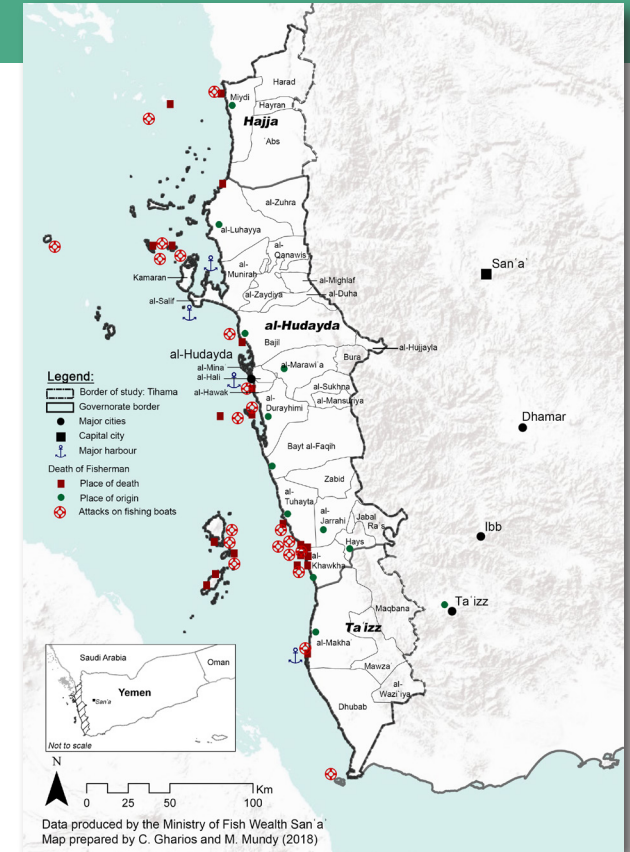 Harad
Miydi
Hayran
Hajja
Abs
al-Zuhra
al-Luhayya
al-
Qanawis
al-
Munirah
Kamaran
al-Mighlaf
al-Zaydiya
al-Duha
al-Salif
San'a'
al-Hudayda
Bajil
al-Hujjayla
al-Hudayda
Bura
al-Mina
al-Marawi'a
al-Hali
al-Sukhna
al-Hawak
al-Mansuriya
al-
Durayhimi
Dhamar
Bayt al-Faqih
Zabid
al-
Tuhayta
al-
Jarrahi
Jabal
Ra's
Ibb
Hays
al-
Khawkha
Maqbana
Ta'izz
Ta'izz
al-Makha
Mawza
al-
Wazi'iya
Dhubab
Legend:
Border of study: Tihama
Governorate border
Major cities
Capital city
Major harbour
Death of Fisherman
Place of death
Place of origin
Attacks on fishing boats
Saudi Arabia
Oman
Yemen
San'a
Not to scale
N
Km
0 25 50 100
Data produced by the Ministry of Fish Wealth San'a'
Map prepared by C. Gharios and M. Mundy (2018)